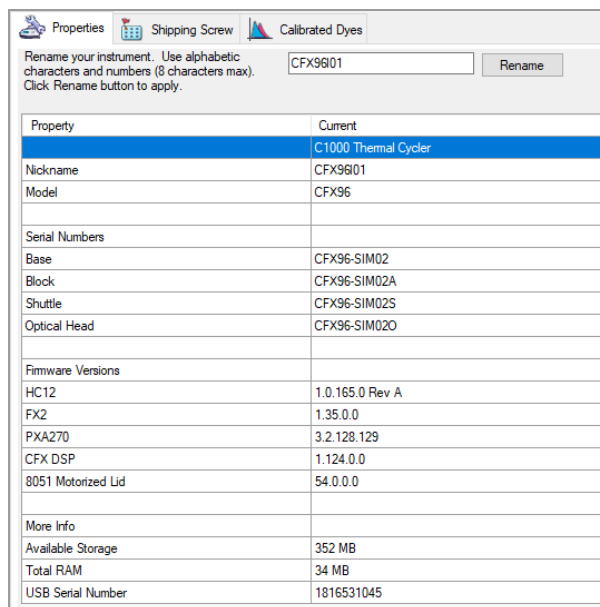 Properties
Shipping Screw
Calibrated Dyes
Rename your instrument. Use alphabetic
characters and numbers (8 characters max).
Click Rename button to apply.
CFX96I01
Rename
Property Current
C1000 Thermal Cycler
Nickname CFX96I01
Model CFX96
Serial Numbers
Base CFX96-SIM02
Block CFX96-SIM02A
Shuttle CFX96-SIM02S
Optical Head CFX96-SIM02O
Firmware Versions
HC12 1.0.165.0 Rev A
FX2 1.35.0.0
PXA270 3.2.128.129
CFX DSP 1.124.0.0
8051 Motorized Lid 54.0.0.0
More Info
Available Storage 352 MB
Total RAM 34 MB
USB Serial Number 1816531045